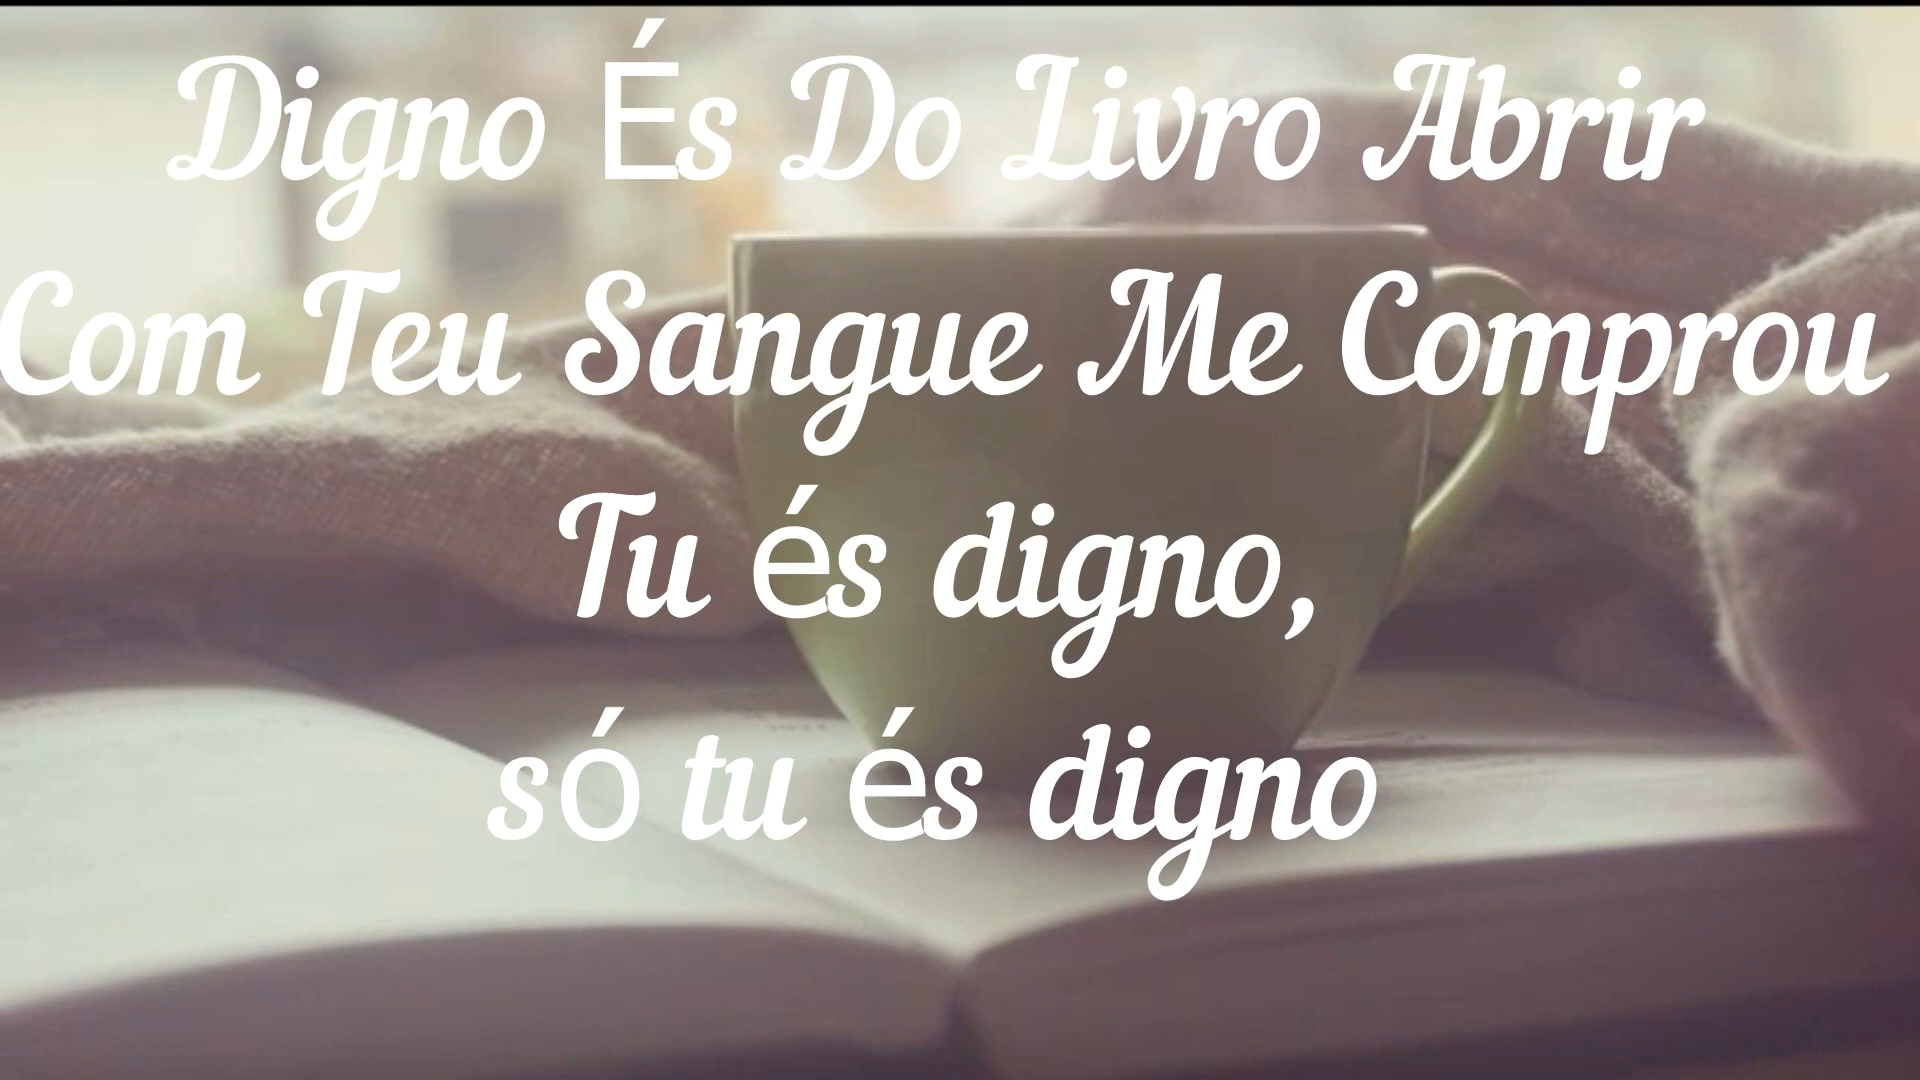 Digno És Do Livro Abrir
Com Teu Sangue Me Comprou
Tu és digno,
só tu és digno